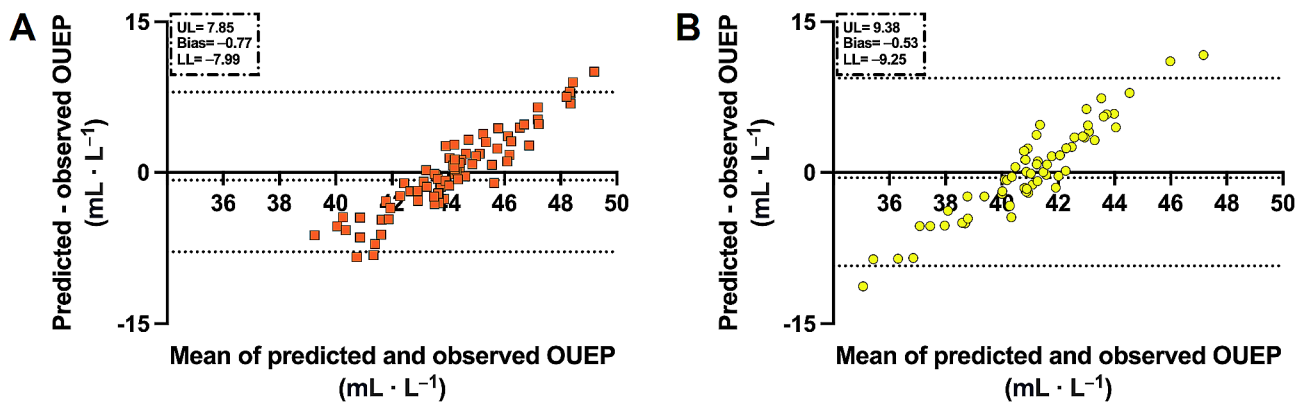 A
Predicted - observed OUEP
(mL · L⁻¹)
15
0
-15
UL= 7.85
Bias= −0.77
LL= −7.99
36 38 40 42 44 46 48 50
Mean of predicted and observed OUEP
(mL · L⁻¹)
B
Predicted - observed OUEP
(mL · L⁻¹)
15
0
-15
UL= 9.38
Bias= −0.53
LL= −9.25
36 38 40 42 44 46 48 50
Mean of predicted and observed OUEP
(mL · L⁻¹)